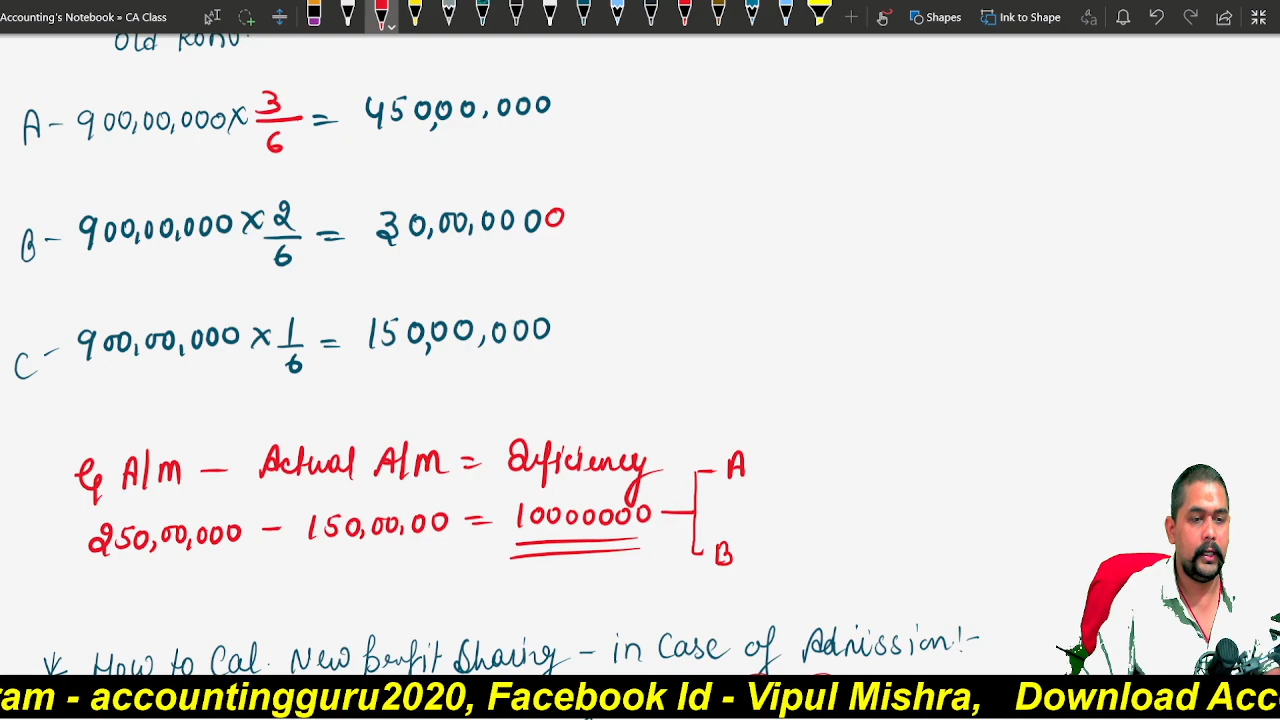 Accounting's Notebook » CA Class
Shapes
Ink to Shape
Old
A - 900,00,000 × 3/6 = 450,00,000
B - 900,00,000 × 2/6 = 30,00,0000
C - 900,00,000 × 1/6 = 150,00,000
A/m - Actual A/m = Deficiency
250,00,000 - 150,00,00 = 10000000
A
B
How to Cal. New Profit Sharing - in Case of Admission:-
ram - accountingguru2020, Facebook Id - Vipul Mishra, Download Acc